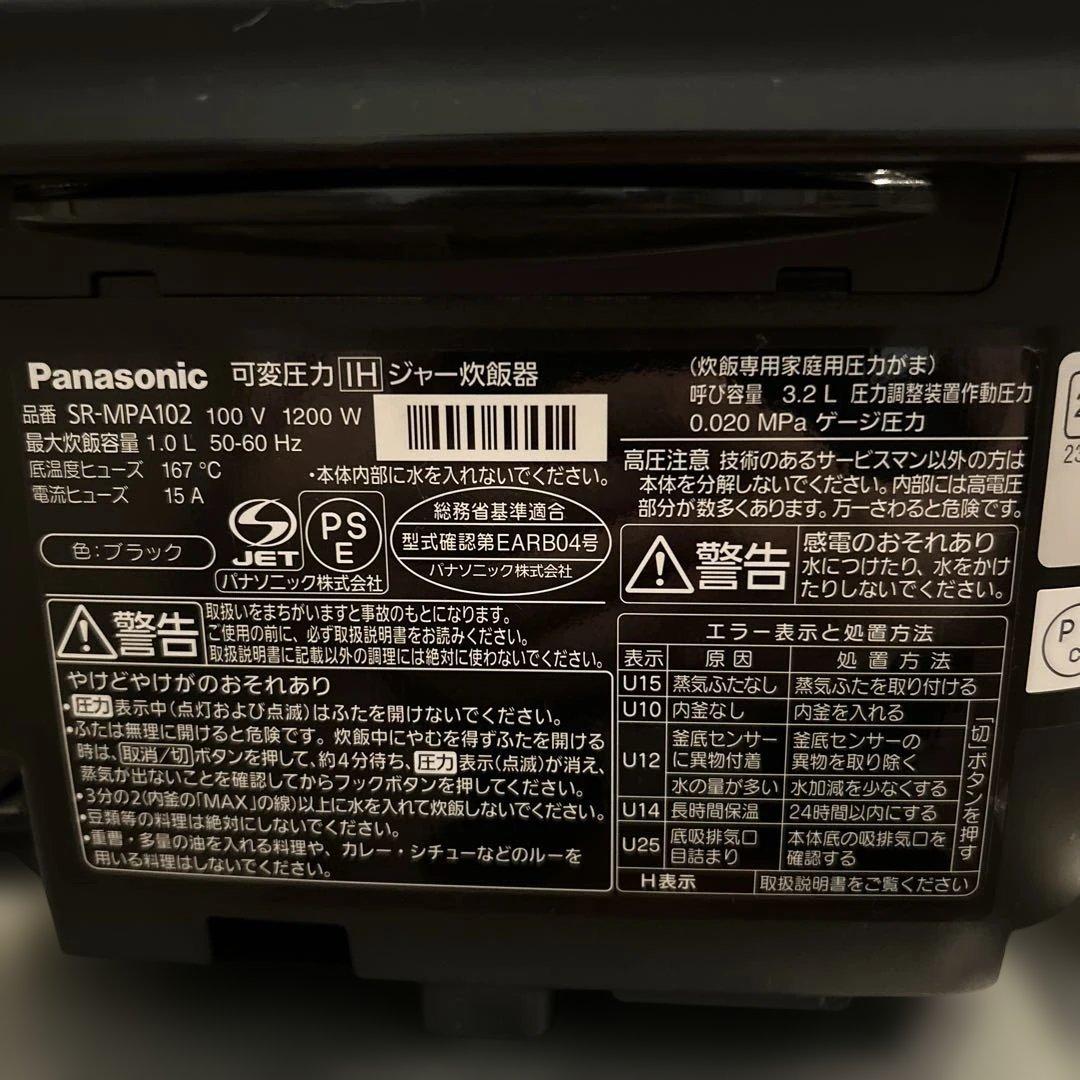 Panasonic 可変圧力 IH ジャー炊飯器
品番 SR-MPA102 100 V 1200 W
最大炊飯容量 1.0 L 50-60 Hz
底温度ヒューズ 167 ℃
電流ヒューズ 15 A
・本体内部に水を入れないでください。
色:ブラック
JET
PS
E
パナソニック株式会社
総務省基準適合
型式確認第EARB04号
パナソニック株式会社
警告
取扱いをまちがいますと事故のもとになります。
ご使用の前に、必ず取扱説明書をお読みください。
取扱説明書に記載以外の調理には絶対に使わないでください。
やけどやけがのおそれあり
・圧力表示中(点灯および点滅)はふたを開けないでください。
・ふたは無理に開けると危険です。炊飯中にやむを得ずふたを開ける
時は、取消/切ボタンを押して、約4分待ち、圧力表示(点滅)が消え、
蒸気が出ないことを確認してからフックボタンを押してください。
・3分の2(内釜の「MAX」の線)以上に水を入れて炊飯しないでください。
・豆類等の料理は絶対にしないでください。
・重曹・多量の油を入れる料理や、カレー・シチューなどのルーを
用いる料理はしないでください。
(炊飯専用家庭用圧力がま)
呼び容量 3.2 L 圧力調整装置作動圧力
0.020 MPa ゲージ圧力
高圧注意 技術のあるサービスマン以外の方は
本体を分解しないでください。内部には高電圧
部分が数多くあります。万一さわると危険です。
警告
感電のおそれあり
水につけたり、水をかけ
たりしないでください。
エラー表示と処置方法
表示 原因 処置方法
U15 蒸気ふたなし 蒸気ふたを取り付ける
U10 内釜なし 内釜を入れる
U12 釜底センサーに異物付着 釜底センサーの異物を取り除く
水の量が多い 水加減を少なくする
U14 長時間保温 24時間以内にする
U25 底吸排気口目詰まり 本体底の吸排気口を確認する
「切」ボタンを押す
H表示 取扱説明書をご覧ください
23
P
C